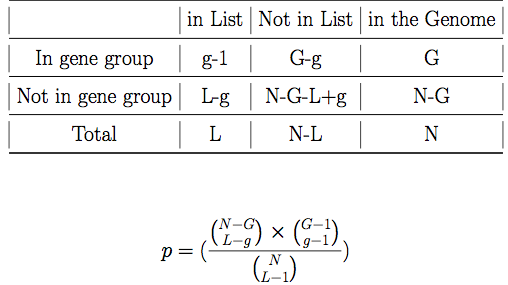 in List Not in List in the Genome
In gene group g-1 G-g G
Not in gene group L-g N-G-L+g N-G
Total L N-L N
p = ( \frac{\binom{N-G}{L-g} × \binom{G-1}{g-1}}{\binom{N}{L-1}} )